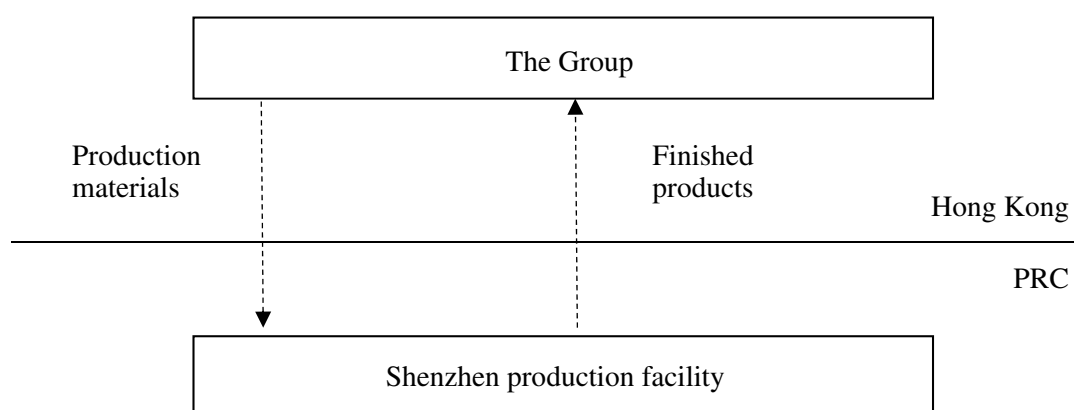 The Group
Production
materials
Finished
products
Hong Kong
PRC
Shenzhen production facility